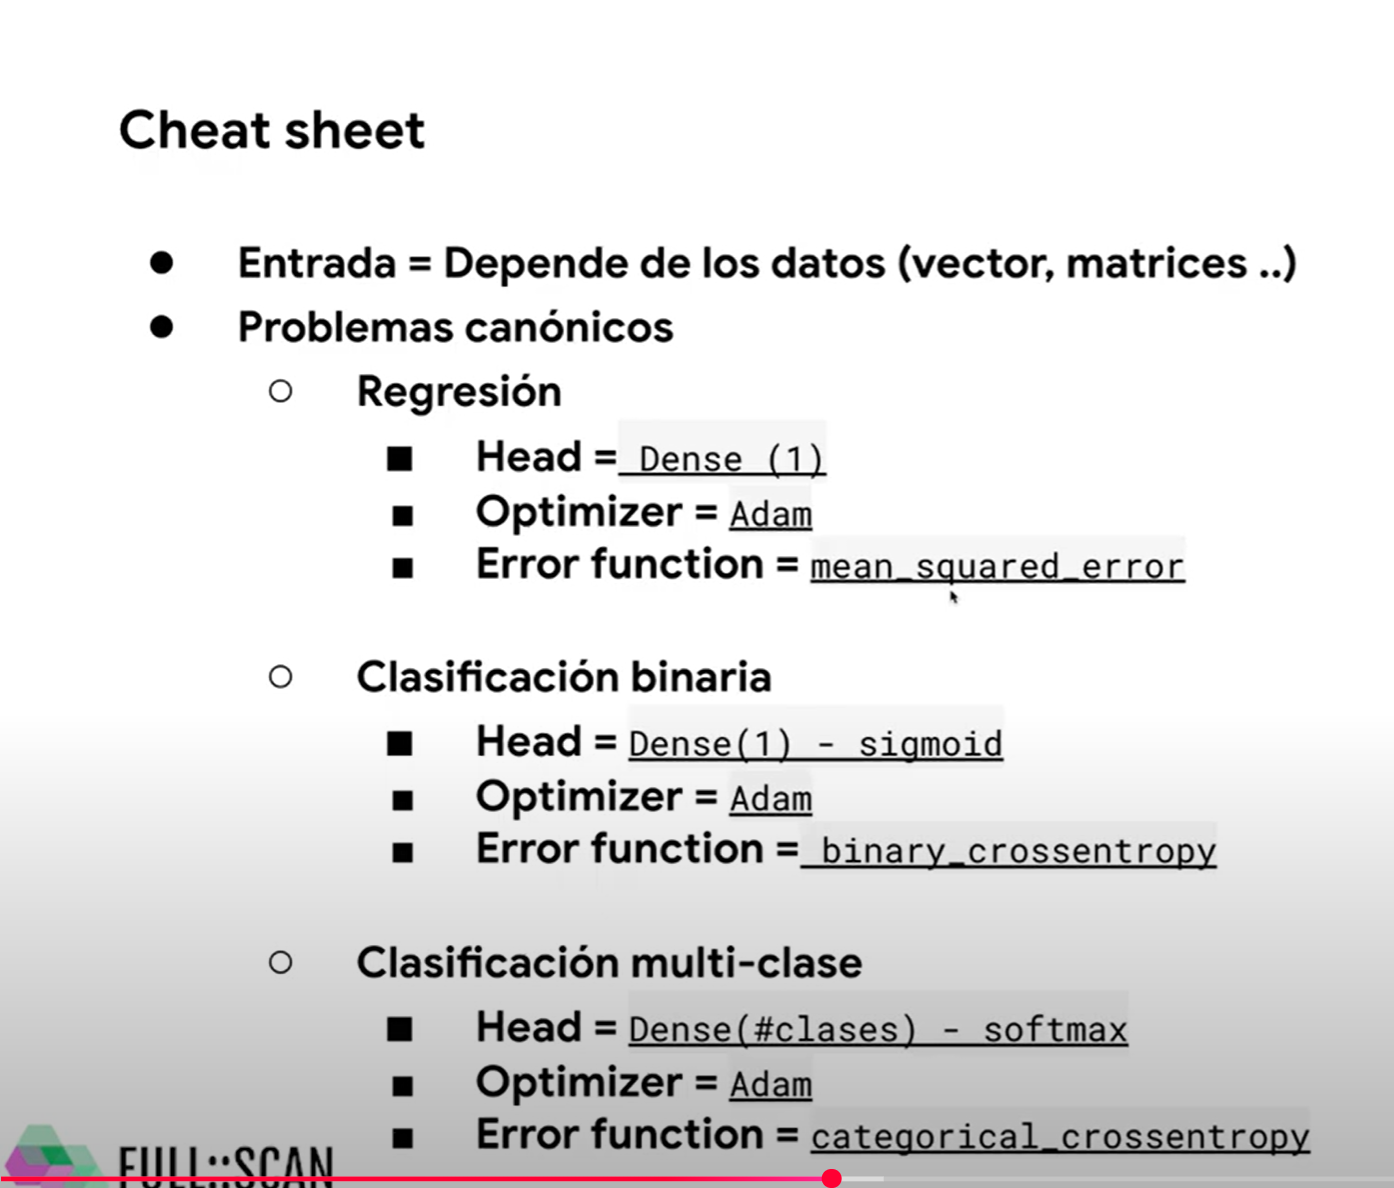 Cheat sheet
● Entrada = Depende de los datos (vector, matrices ..)
● Problemas canónicos
○ Regresión
■ Head = Dense (1)
■ Optimizer = Adam
■ Error function = mean_squared_error
○ Clasificación binaria
■ Head = Dense(1) - sigmoid
■ Optimizer = Adam
■ Error function = binary_crossentropy
○ Clasificación multi-clase
■ Head = Dense(#clases) - softmax
■ Optimizer = Adam
■ Error function = categorical_crossentropy
FULL::SCAN